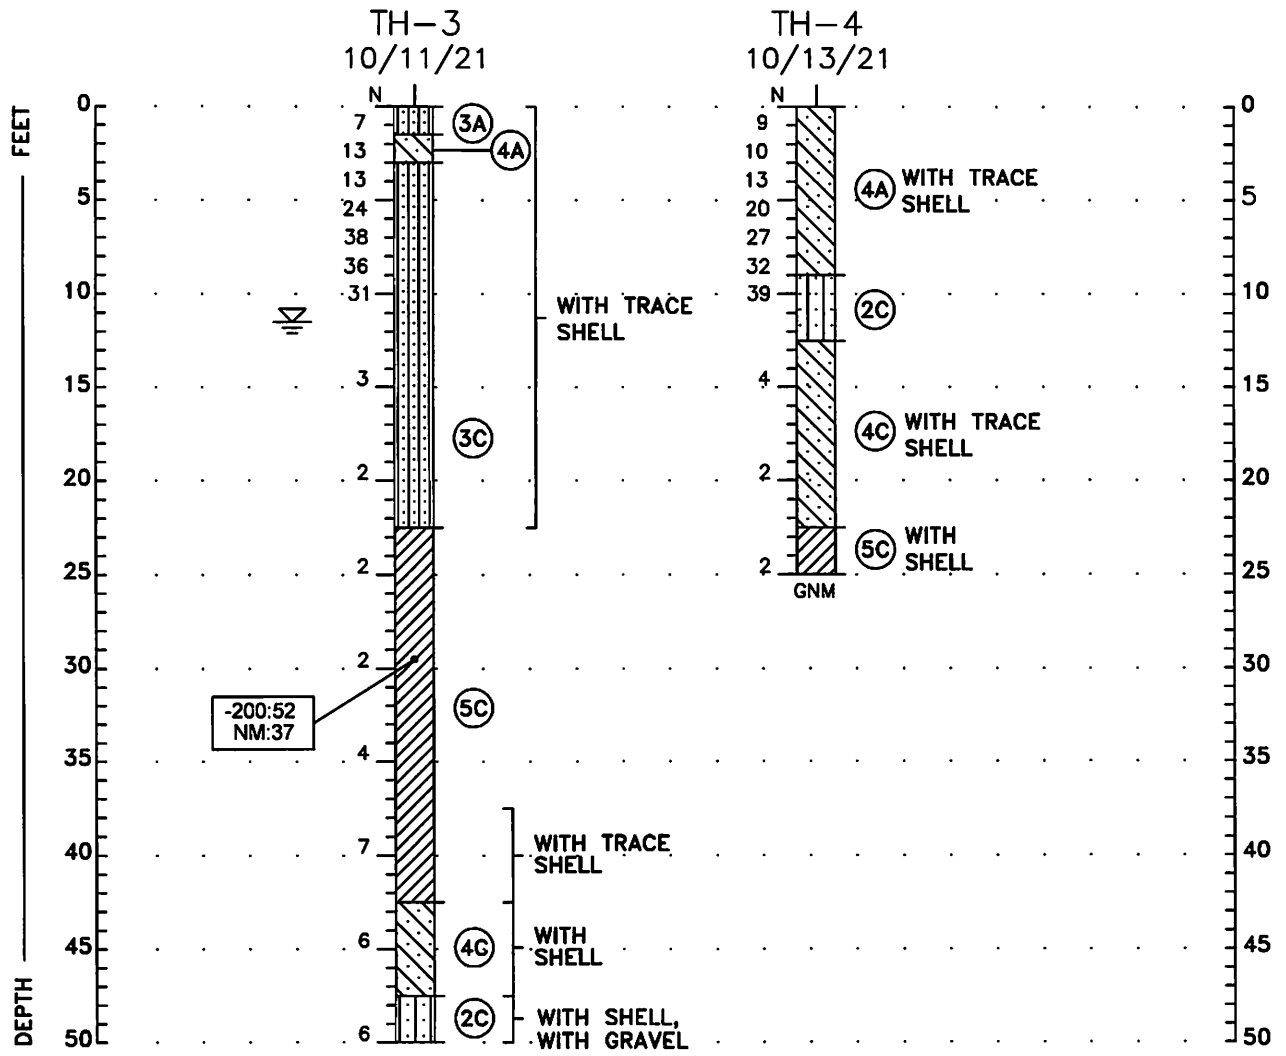 TH-3
10/11/21
TH-4
10/13/21
FEET
DEPTH
0
5
10
15
20
25
30
35
40
45
50
N
7
13
13
24
38
36
31
3
2
2
2
4
7
6
6
3A
4A
3C
5C
4C
2C
WITH TRACE
SHELL
-200:52
NM:37
WITH TRACE
SHELL
WITH
SHELL
WITH SHELL,
WITH GRAVEL
N
9
10
13
20
27
32
39
4
2
2
4A
WITH TRACE
SHELL
2C
4C
WITH TRACE
SHELL
5C
WITH
SHELL
GNM
0
5
10
15
20
25
30
35
40
45
50